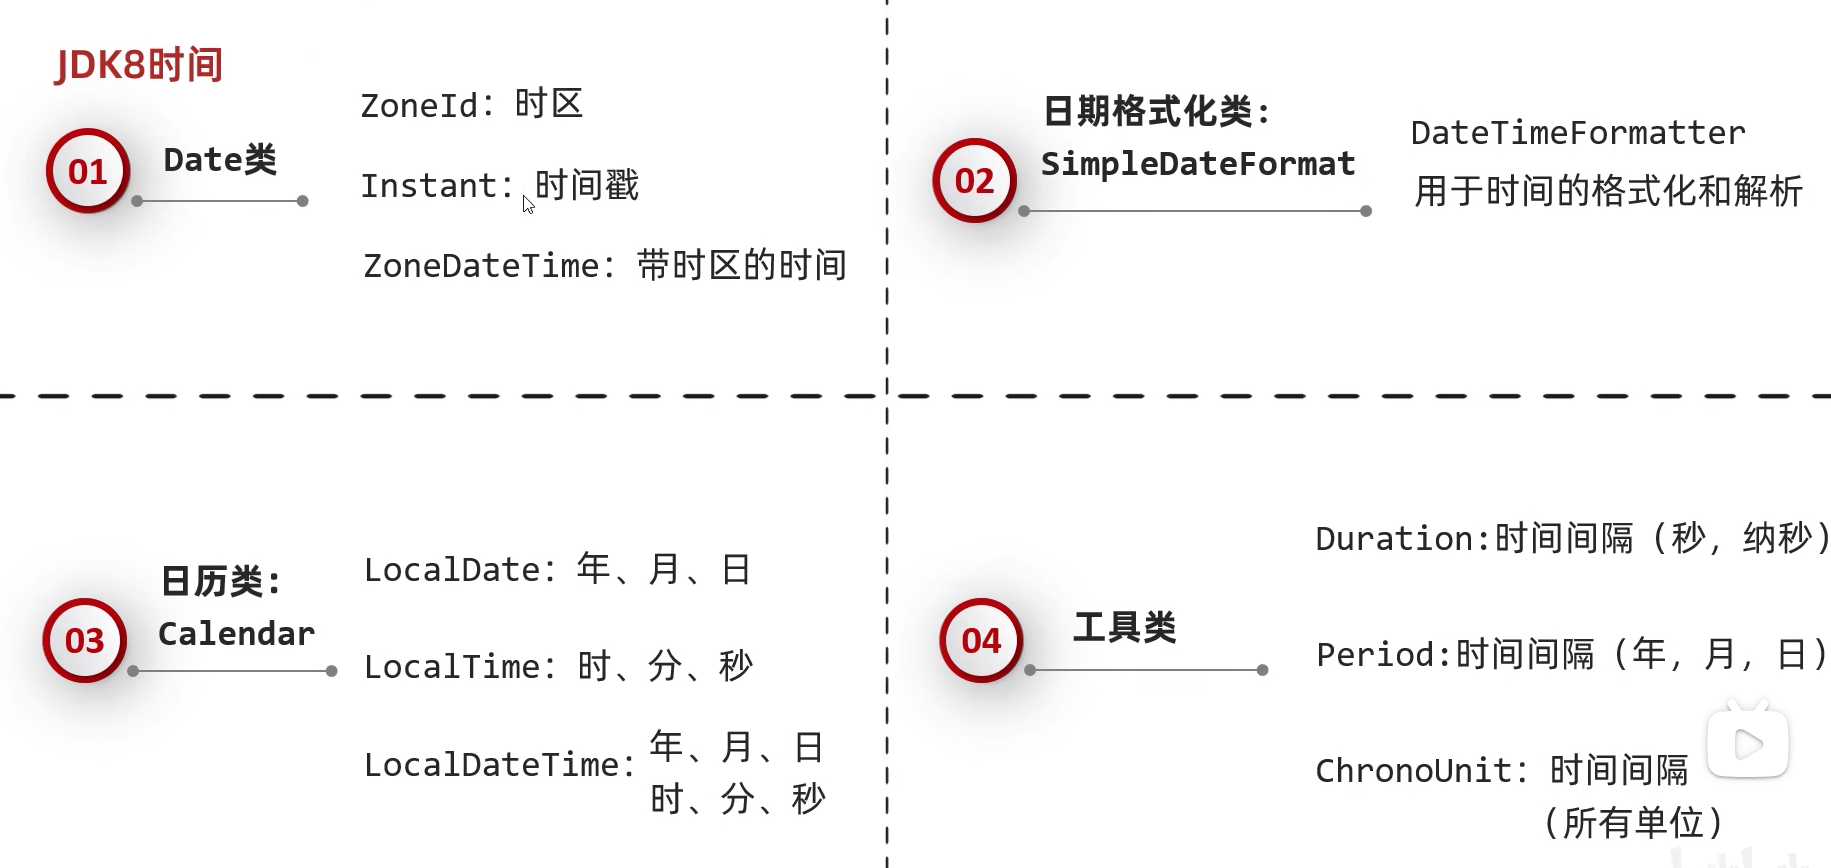 JDK8时间
01
Date类
ZoneId：时区
Instant：时间戳
ZoneDateTime：带时区的时间
02
日期格式化类：
SimpleDateFormat
DateTimeFormatter
用于时间的格式化和解析
03
日历类：
Calendar
LocalDate：年、月、日
LocalTime：时、分、秒
LocalDateTime：年、月、日
时、分、秒
04
工具类
Duration:时间间隔（秒，纳秒）
Period:时间间隔（年，月，日）
ChronoUnit：时间间隔
（所有单位）